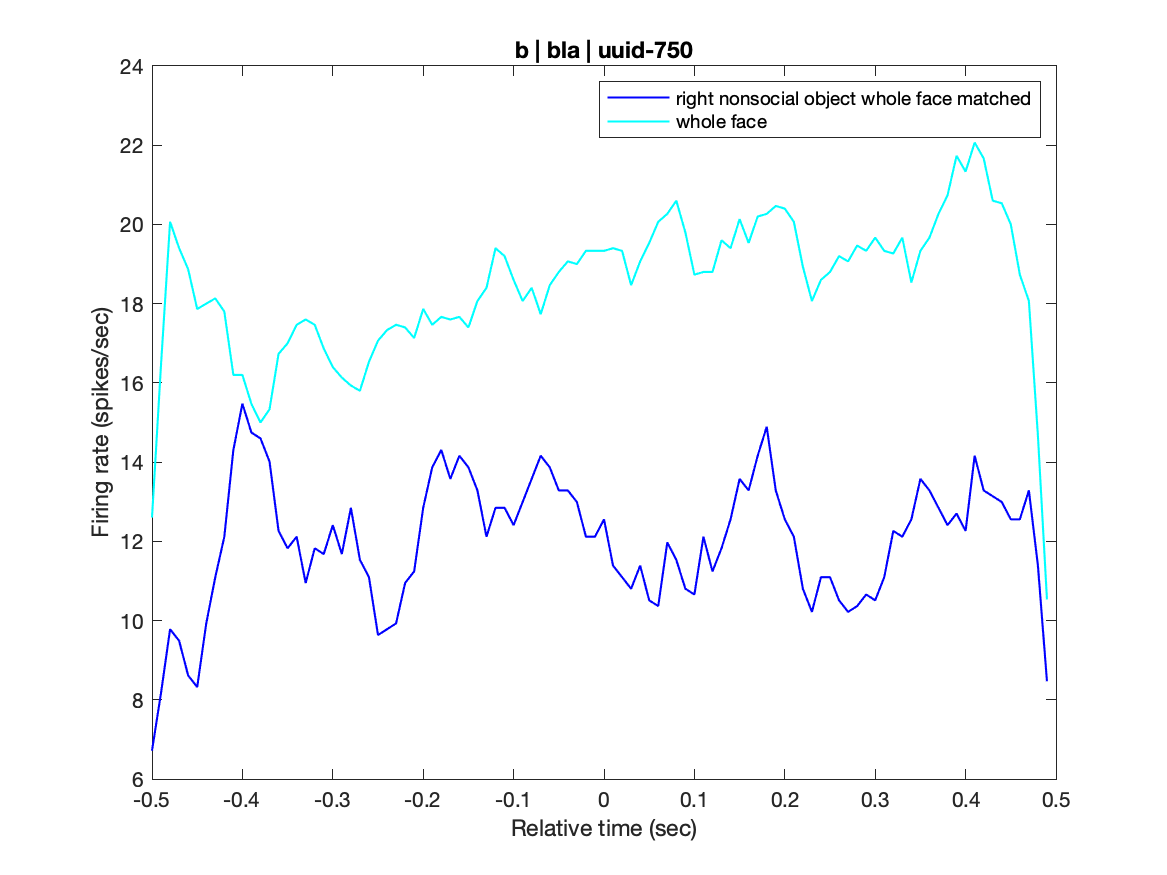 b | bla | uuid-750
24
22
20
18
16
14
12
10
8
6
Firing rate (spikes/sec)
right nonsocial object whole face matched
whole face
-0.5 -0.4 -0.3 -0.2 -0.1 0 0.1 0.2 0.3 0.4 0.5
Relative time (sec)